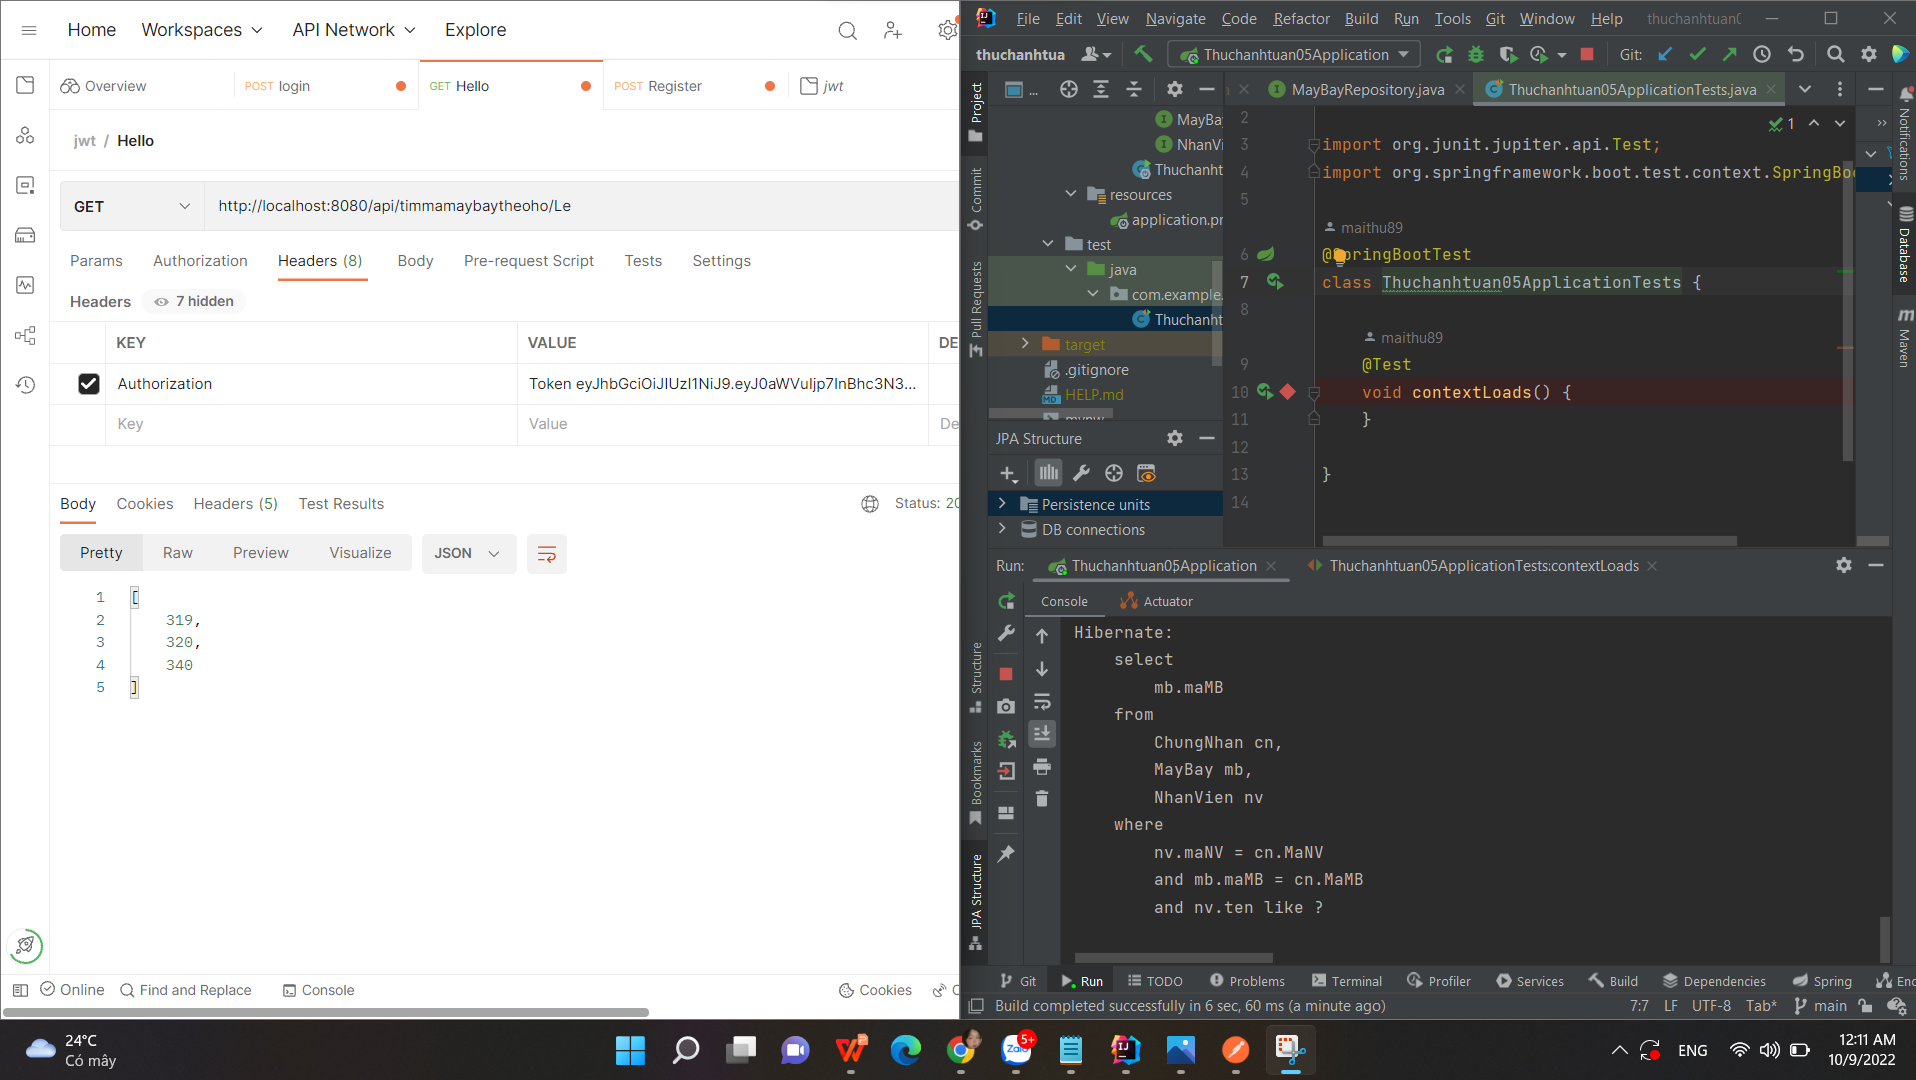 Home Workspaces API Network Explore
Overview
POST login
GET Hello
POST Register
jwt
jwt / Hello
GET http://localhost:8080/api/timmamaybaytheoho/Le
Params Authorization Headers (8) Body Pre-request Script Tests Settings
Headers 7 hidden
KEY VALUE DE
Authorization Token eyJhbGciOiJIUzI1NiJ9.eyJ0aWVuIjp7InBhc3N3...
Key Value De
Body Cookies Headers (5) Test Results Status: 20
Pretty Raw Preview Visualize JSON
1 [
2 319,
3 320,
4 340
5 ]
Online Find and Replace Console Cookies
File Edit View Navigate Code Refactor Build Run Tools Git Window Help thuchanhtuan0
thuchanhtua Thuchanhtuan05Application Git:
Project
Commit
Pull Requests
Structure
Bookmarks
JPA Structure
...
MayBay
NhanVi
Thuchanht
resources
application.pr
test
java
com.example.
Thuchanht
target
.gitignore
HELP.md
mvnw
JPA Structure
Persistence units
DB connections
MayBayRepository.java Thuchanhtuan05ApplicationTests.java
1
2
3 import org.junit.jupiter.api.Test;
4 import org.springframework.boot.test.context.SpringBo
5
maithu89
6 @SpringBootTest
7 class Thuchanhtuan05ApplicationTests {
8
maithu89
9 @Test
10 void contextLoads() {
11 }
12
13 }
14
Notifications
Database
Maven
Run: Thuchanhtuan05Application Thuchanhtuan05ApplicationTests.contextLoads
Console Actuator
Hibernate:
select
mb.maMB
from
ChungNhan cn,
MayBay mb,
NhanVien nv
where
nv.maNV = cn.MaNV
and mb.maMB = cn.MaMB
and nv.ten like ?
Git Run TODO Problems Terminal Profiler Services Build Dependencies Spring En
Build completed successfully in 6 sec, 60 ms (a minute ago) 7:7 LF UTF-8 Tab* main
24°C
Có mây
5+
Zalo
ENG
12:11 AM
10/9/2022